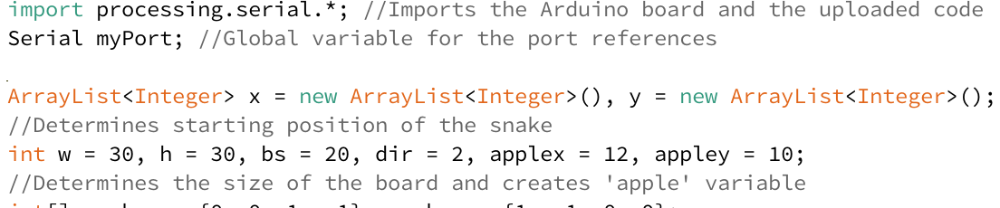 import processing.serial.*; //Imports the Arduino board and the uploaded code
Serial myPort; //Global variable for the port references
ArrayList<Integer> x = new ArrayList<Integer>(), y = new ArrayList<Integer>();
//Determines starting position of the snake
int w = 30, h = 30, bs = 20, dir = 2, applex = 12, appley = 10;
//Determines the size of the board and creates 'apple' variable